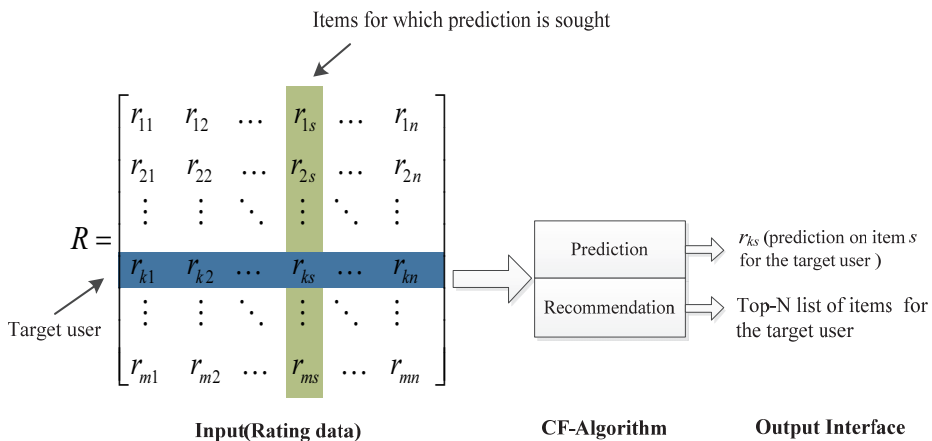 Items for which prediction is sought
r11 r12 … r1s … r1n
r21 r22 … r2s … r2n
⋮ ⋮ ⋱ ⋮ ⋱ ⋮
R =
rk1 rk2 … rks … rkn
⋮ ⋮ ⋱ ⋮ ⋱ ⋮
rm1 rm2 … rms … rmn
Target user
Prediction
Recommendation
rks (prediction on item s
for the target user )
Top-N list of items for
the target user
Input(Rating data)
CF-Algorithm
Output Interface